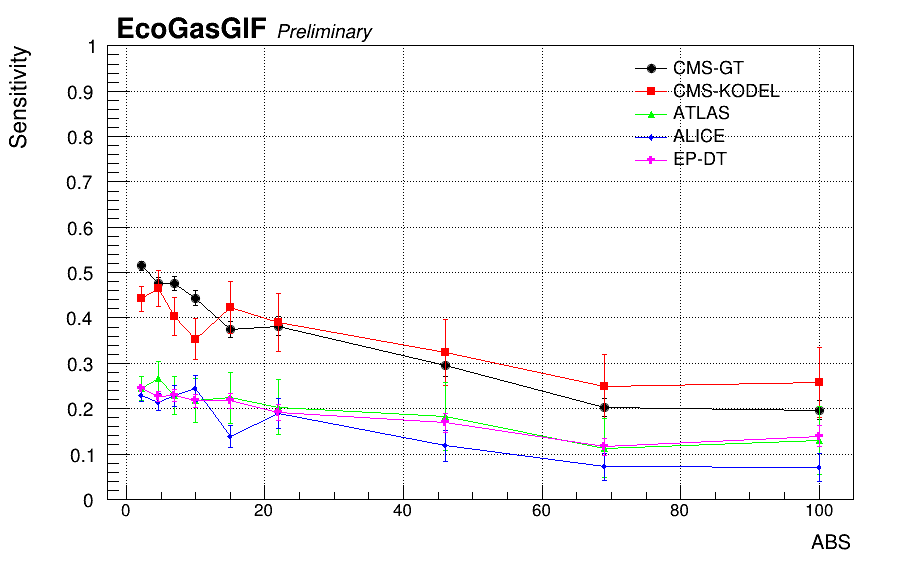 EcoGasGIF Preliminary
Sensitivity
1
0.9
0.8
0.7
0.6
0.5
0.4
0.3
0.2
0.1
0
CMS-GT
CMS-KODEL
ATLAS
ALICE
EP-DT
0 20 40 60 80 100
ABS